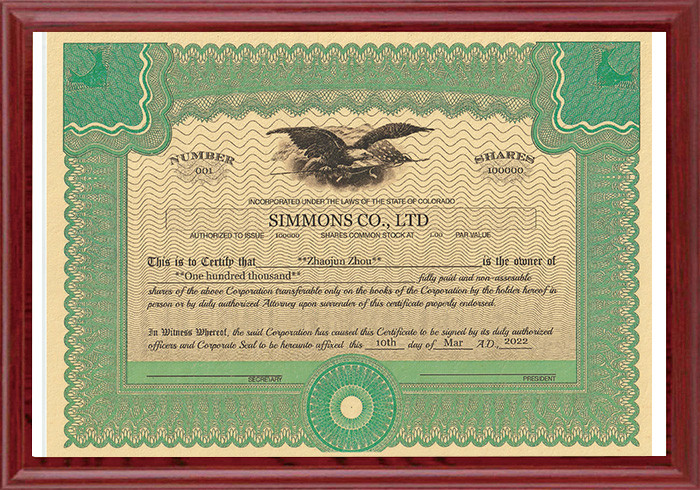 NUMBER
001
SHARES
100000
INCORPORATED UNDER THE LAWS OF THE STATE OF COLORADO
SIMMONS CO., LTD
AUTHORIZED TO ISSUE 100000 SHARES COMMON STOCK AT 1.00 PAR VALUE
This is to Certify that **Zhaojun Zhou** is the owner of
**One hundred thousand** fully paid and non-assesable
shares of the above Corporation transferable only on the books of the Corporation by the holder hereof in
person or by duly authorized Attorney upon surrender of this certificate properly endorsed.
In Witness Whereof, the said Corporation has caused this Certificate to be signed by its duly authorized
officers and Corporate Seal to be hereunto affixed this 10th day of Mar A.D., 2022
SECRETARY
PRESIDENT